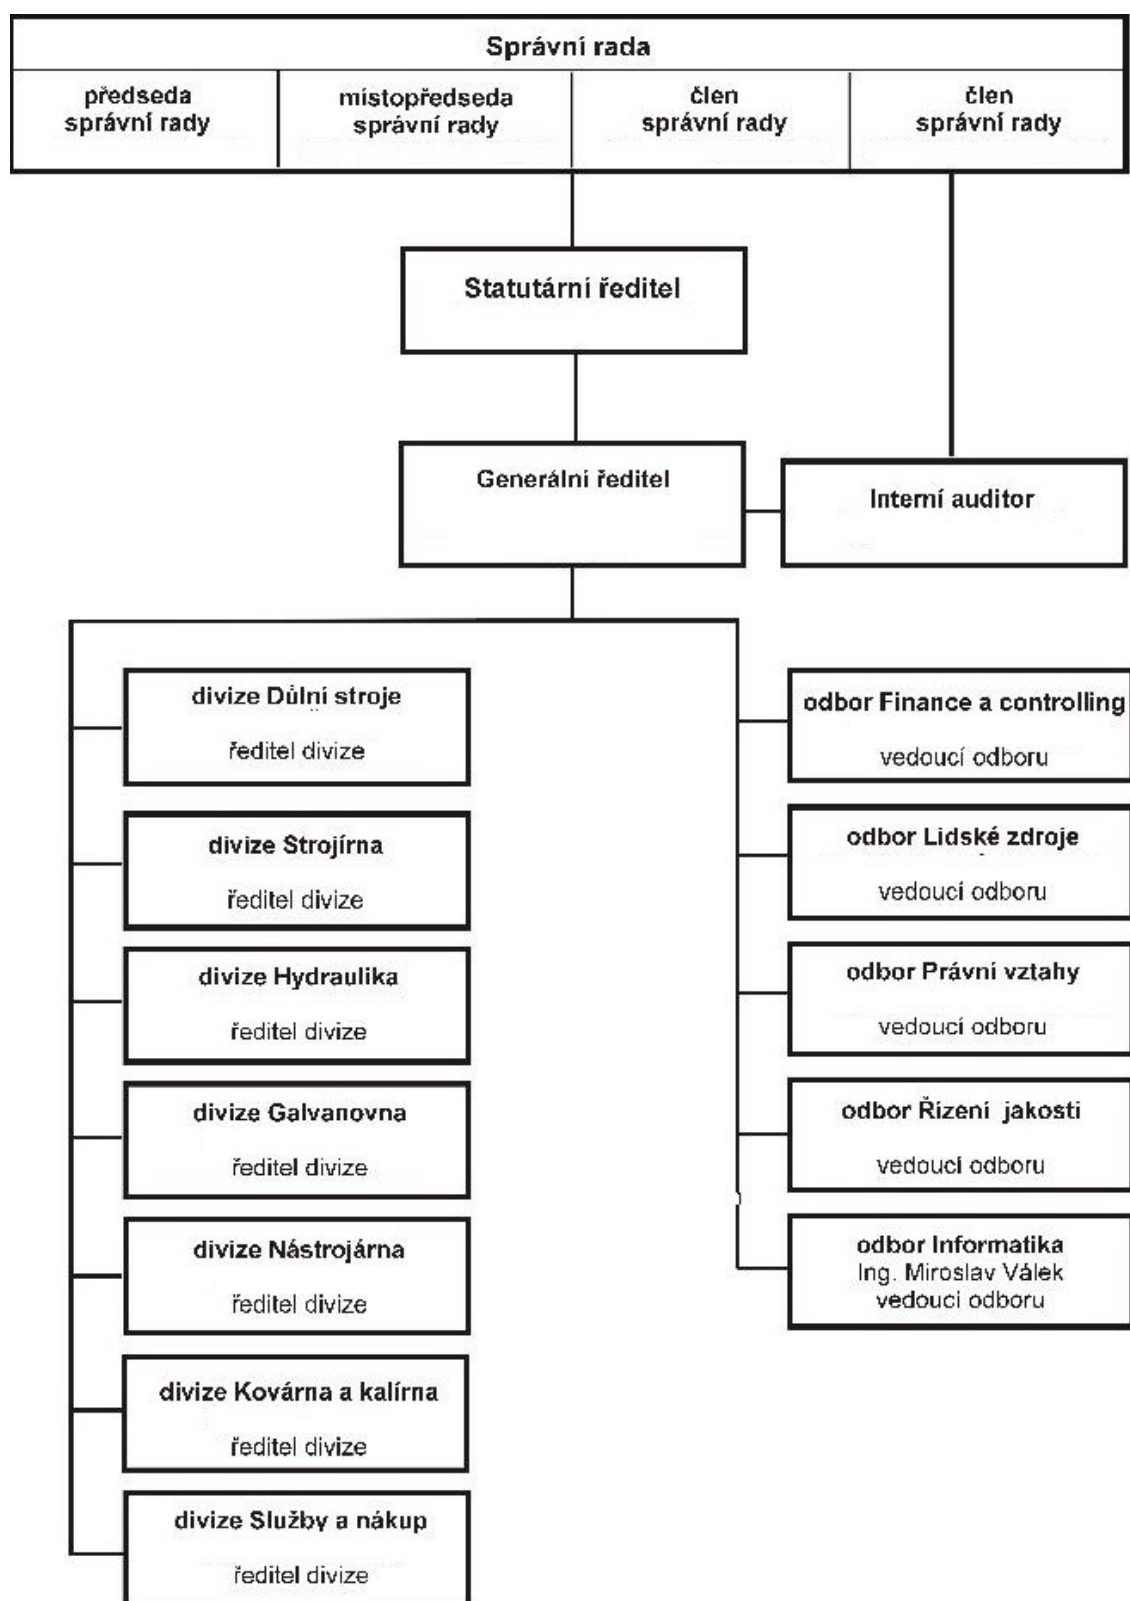 Správní rada
předseda
správní rady
místopředseda
správní rady
člen
správní rady
člen
správní rady
Statutární ředitel
Generální ředitel
Interní auditor
divize Důlní stroje
ředitel divize
divize Strojírna
ředitel divize
divize Hydraulika
ředitel divize
divize Galvanovna
ředitel divize
divize Nástrojárna
ředitel divize
divize Kovárna a kalírna
ředitel divize
divize Služby a nákup
ředitel divize
odbor Finance a controlling
vedoucí odboru
odbor Lidské zdroje
vedoucí odboru
odbor Právní vztahy
vedoucí odboru
odbor Řízení jakosti
vedoucí odboru
odbor Informatika
Ing. Miroslav Válek
vedoucí odboru